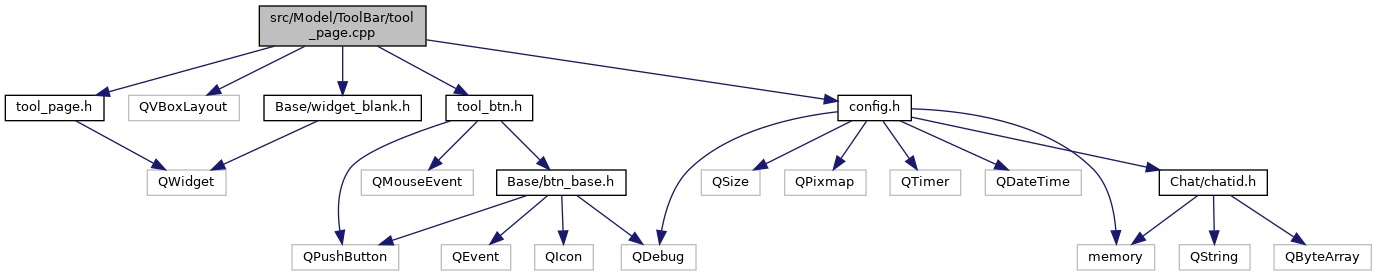 src/Model/ToolBar/tool
_page.cpp
tool_page.h
QVBoxLayout
Base/widget_blank.h
tool_btn.h
config.h
QWidget
QMouseEvent
Base/btn_base.h
QSize
QPixmap
QTimer
QDateTime
Chat/chatid.h
QPushButton
QEvent
QIcon
QDebug
memory
QString
QByteArray